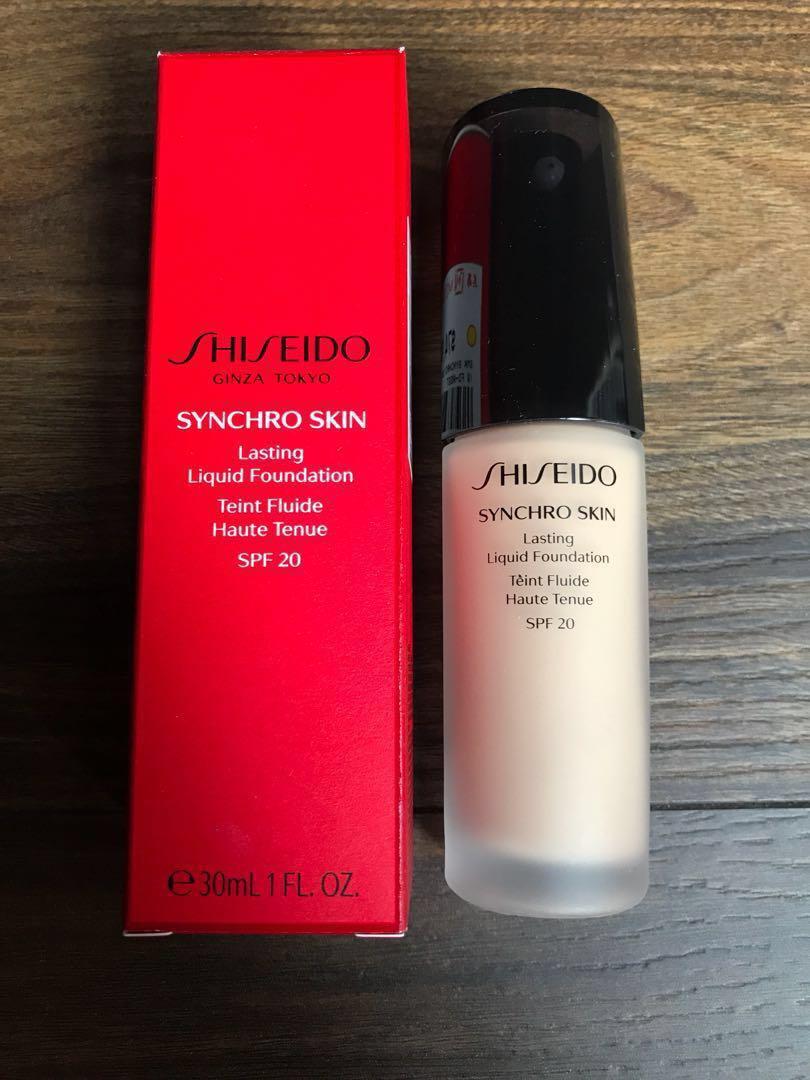 SHISEIDO
GINZA TOKYO
SYNCHRO SKIN
Lasting
Liquid Foundation
Teint Fluide
Haute Tenue
SPF 20
℮30mL 1 FL. OZ.
SHISEIDO
SYNCHRO SKIN
Lasting
Liquid Foundation
Teint Fluide
Haute Tenue
SPF 20